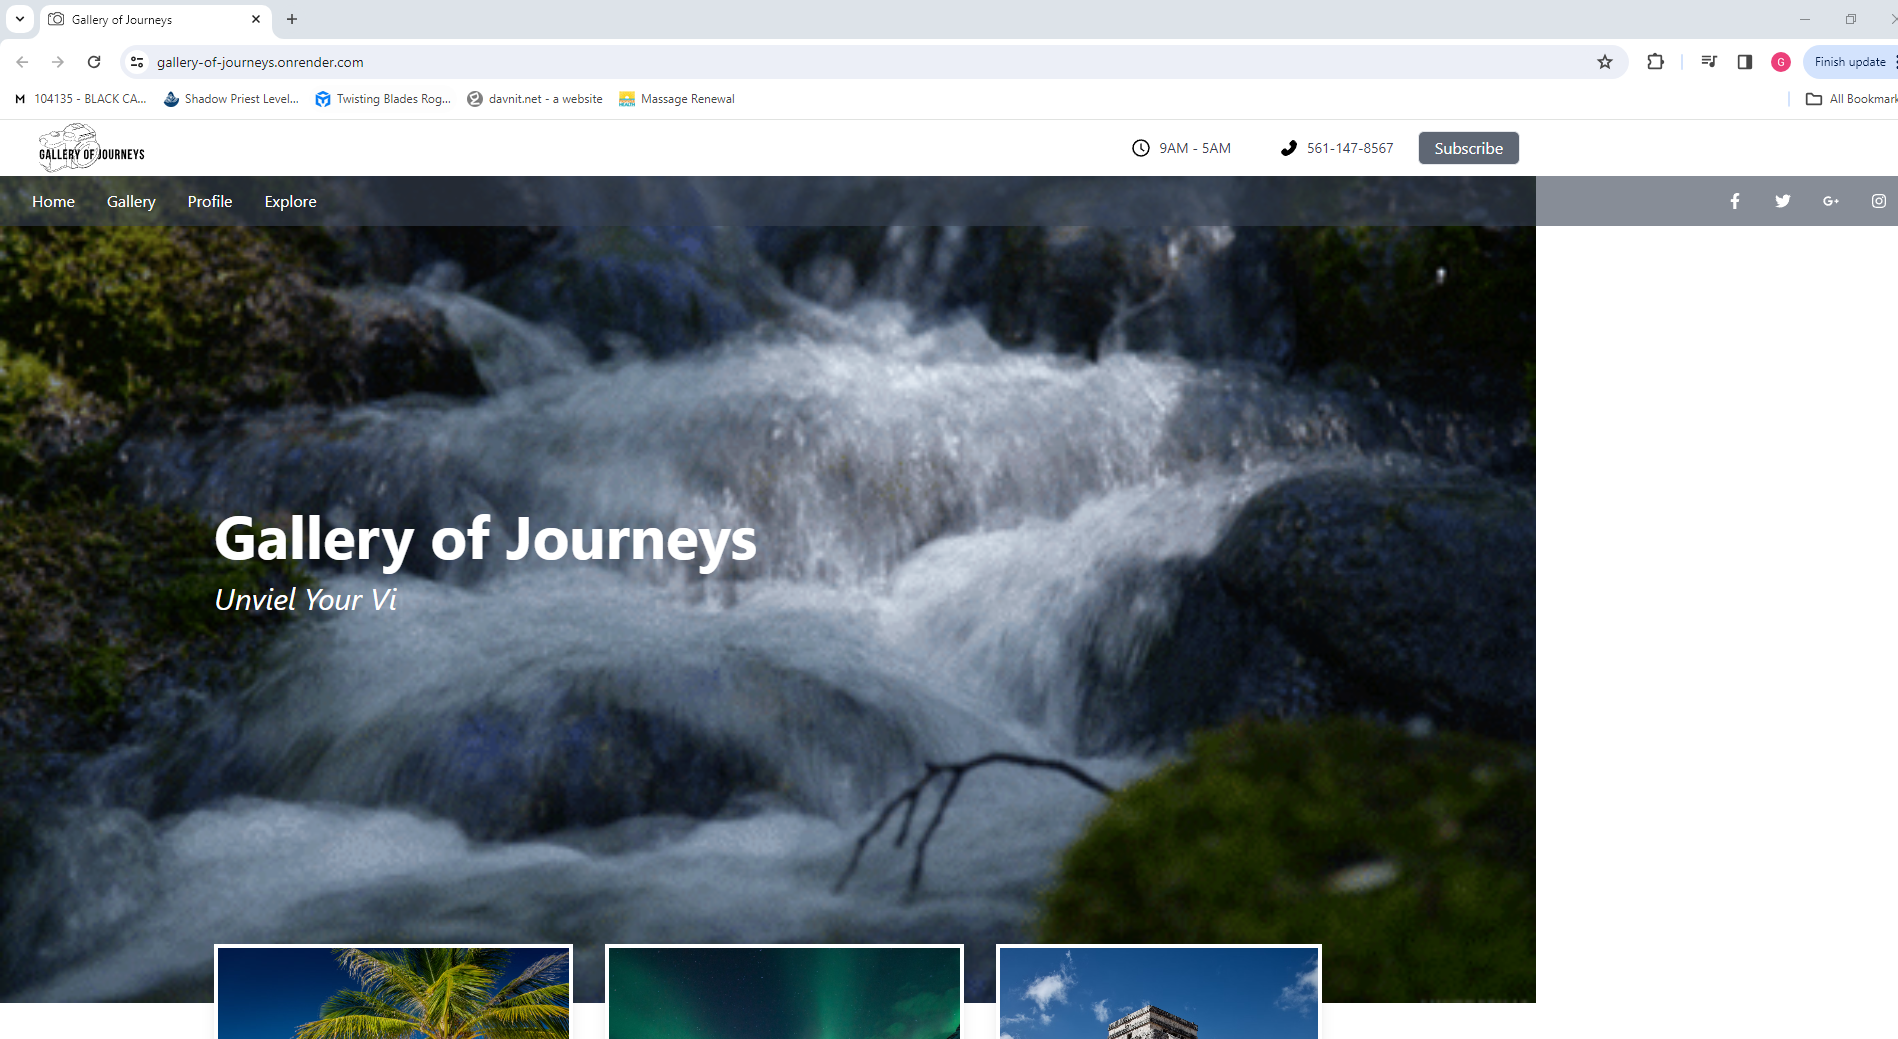 Gallery of Journeys
gallery-of-journeys.onrender.com
G
Finish update
M 104135 - BLACK CA...
Shadow Priest Level...
Twisting Blades Rog...
davnit.net - a website
Massage Renewal
All Bookmark
GALLERY OF JOURNEYS
9AM - 5AM
561-147-8567
Subscribe
Home
Gallery
Profile
Explore
G+
Gallery of Journeys
Unviel Your Vi